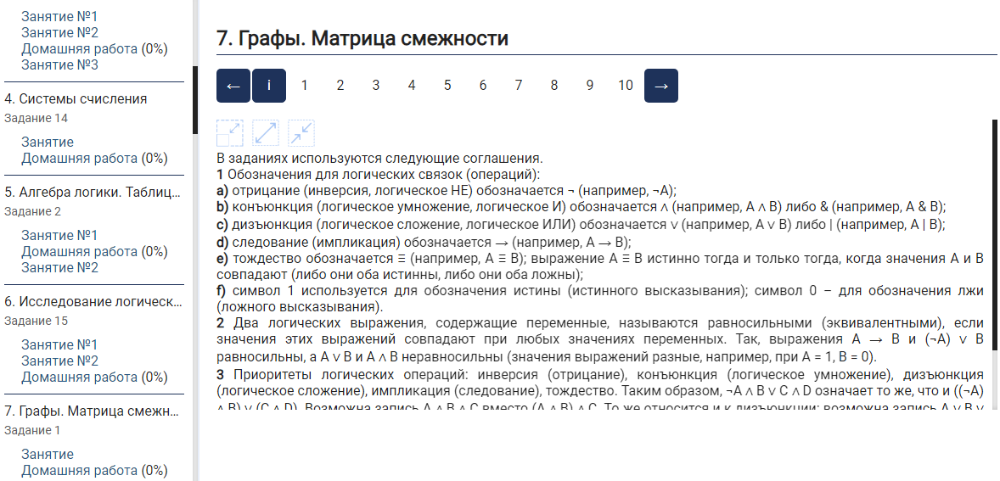 Занятие №1
Занятие №2
Домашняя работа (0%)
Занятие №3
4. Системы счисления
Задание 14
Занятие
Домашняя работа (0%)
5. Алгебра логики. Таблиц...
Задание 2
Занятие №1
Домашняя работа (0%)
Занятие №2
6. Исследование логическ...
Задание 15
Занятие №1
Занятие №2
Домашняя работа (0%)
7. Графы. Матрица смежн...
Задание 1
Занятие
Домашняя работа (0%)
7. Графы. Матрица смежности
← i 1 2 3 4 5 6 7 8 9 10 →
В заданиях используются следующие соглашения.
1 Обозначения для логических связок (операций):
a) отрицание (инверсия, логическое НЕ) обозначается ¬ (например, ¬A);
b) конъюнкция (логическое умножение, логическое И) обозначается ∧ (например, A ∧ B) либо & (например, A & B);
c) дизъюнкция (логическое сложение, логическое ИЛИ) обозначается ∨ (например, A ∨ B) либо | (например, A | B);
d) следование (импликация) обозначается → (например, A → B);
e) тождество обозначается ≡ (например, A ≡ B); выражение A ≡ B истинно тогда и только тогда, когда значения A и B
совпадают (либо они оба истинны, либо они оба ложны);
f) символ 1 используется для обозначения истины (истинного высказывания); символ 0 – для обозначения лжи
(ложного высказывания).
2 Два логических выражения, содержащие переменные, называются равносильными (эквивалентными), если
значения этих выражений совпадают при любых значениях переменных. Так, выражения A → B и (¬A) ∨ B
равносильны, а A ∨ B и A ∧ B неравносильны (значения выражений разные, например, при A = 1, B = 0).
3 Приоритеты логических операций: инверсия (отрицание), конъюнкция (логическое умножение), дизъюнкция
(логическое сложение), импликация (следование), тождество. Таким образом, ¬A ∧ B ∨ C ∧ D означает то же, что и ((¬A)
∧ B) ∨ (C ∧ D). Возможна запись A ∧ B ∧ C вместо (A ∧ B) ∧ C. То же относится и к дизъюнкции: возможна запись A ∨ B ∨